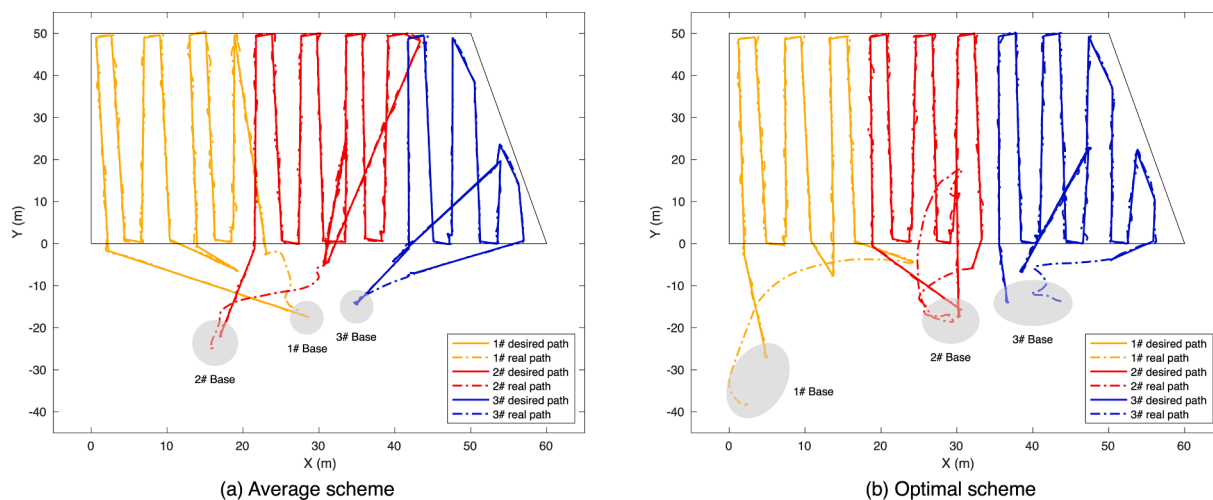 50
40
30
20
10
0
-10
-20
-30
-40
Y (m)
0 10 20 30 40 50 60
X (m)
1# Base
3# Base
2# Base
1# desired path
1# real path
2# desired path
2# real path
3# desired path
3# real path
(a) Average scheme
50
40
30
20
10
0
-10
-20
-30
-40
Y (m)
0 10 20 30 40 50 60
X (m)
2# Base
3# Base
1# Base
1# desired path
1# real path
2# desired path
2# real path
3# desired path
3# real path
(b) Optimal scheme